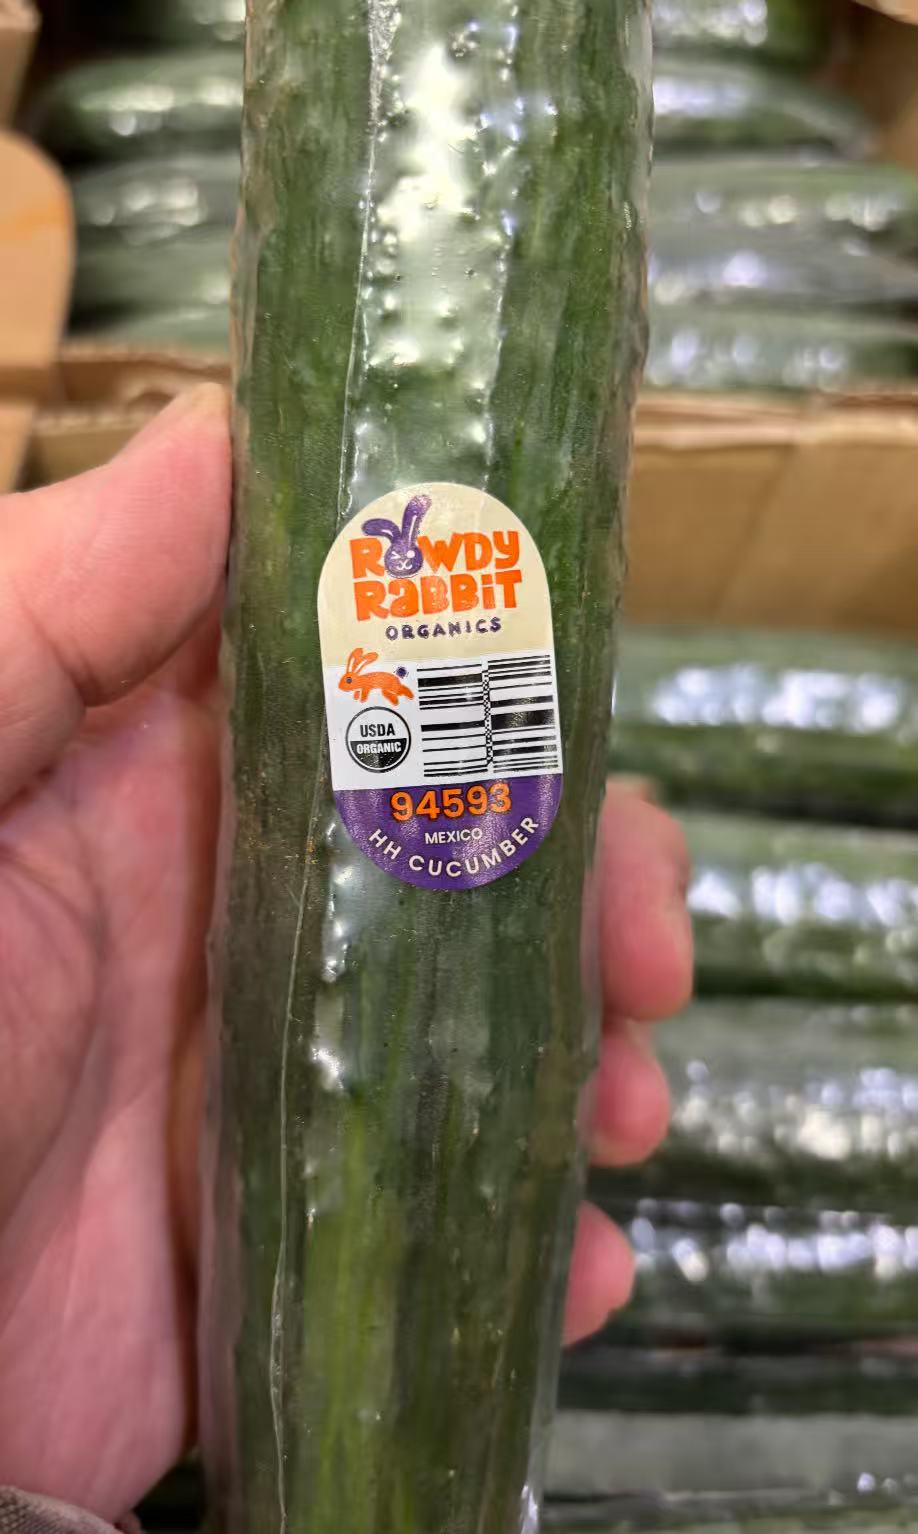 ROWDY
RaBBiT
ORGANICS
USDA
ORGANIC
94593
MEXICO
HH CUCUMBER